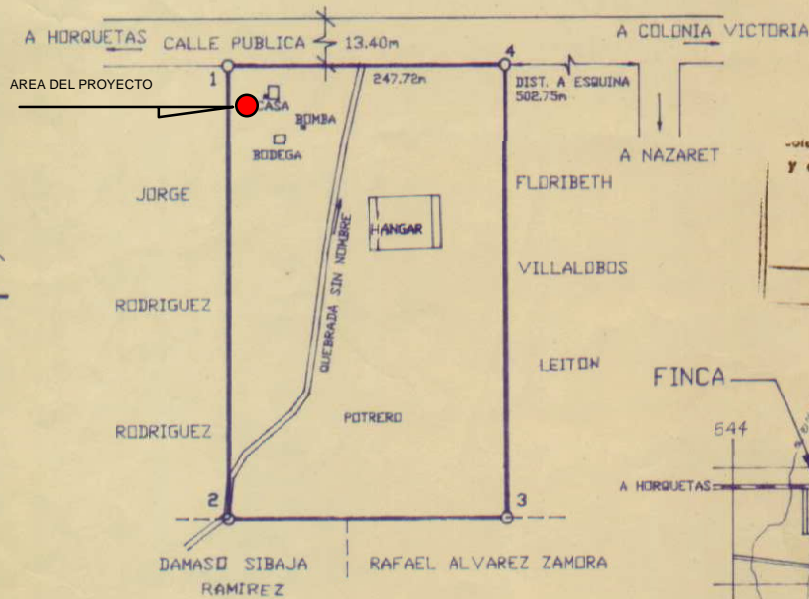 A HORQUETAS
CALLE PUBLICA
13.40m
A COLONIA VICTORIA
1
4
247.72m
DIST. A ESQUINA
502.75m
AREA DEL PROYECTO
CASA
BOMBA
BODEGA
A NAZARET
y
JORGE
FLORIBETH
HANGAR
QUEBRADA SIN NOMBRE
VILLALOBOS
RODRIGUEZ
LEITON
FINCA
POTRERO
544
RODRIGUEZ
A HORQUETAS
2
3
DAMASO SIBAJA
RAMIREZ
RAFAEL ALVAREZ ZAMORA